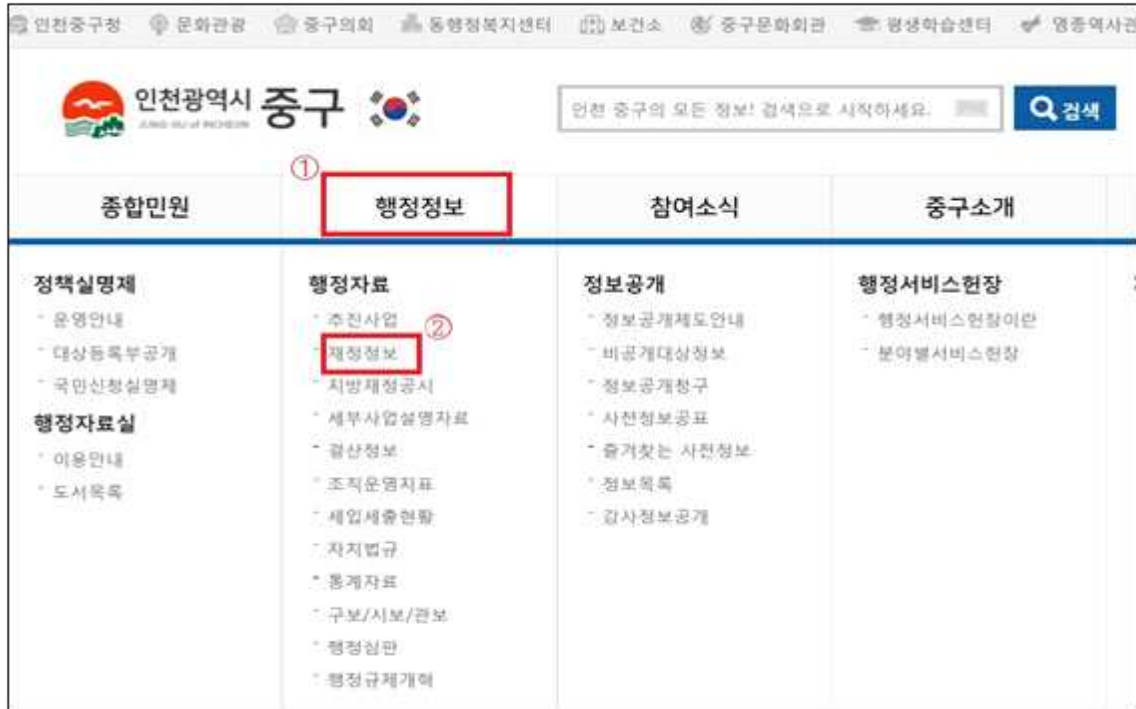 인천중구청 문화관광 중구의회 동행정복지센터 보건소 중구문화회관 평생학습센터 영종역사관
인천광역시 중구
JUNG-GU of INCHEON
인천 중구의 모든 정보! 검색으로 시작하세요. 검색
①
종합민원 행정정보 참여소식 중구소개
정책실명제
운영안내
대상등록부공개
국민신청실명제
행정자료실
이용안내
도서목록
행정자료
추진사업
②
재정정보
지방재정공시
세부사업설명자료
결산정보
조직운영지표
세입세출현황
자치법규
통계자료
구보/시보/관보
행정심판
행정규제개혁
정보공개
정보공개제도안내
비공개대상정보
정보공개청구
사전정보공표
즐겨찾는 사전정보
정보목록
감사정보공개
행정서비스헌장
행정서비스헌장이란
분야별서비스헌장